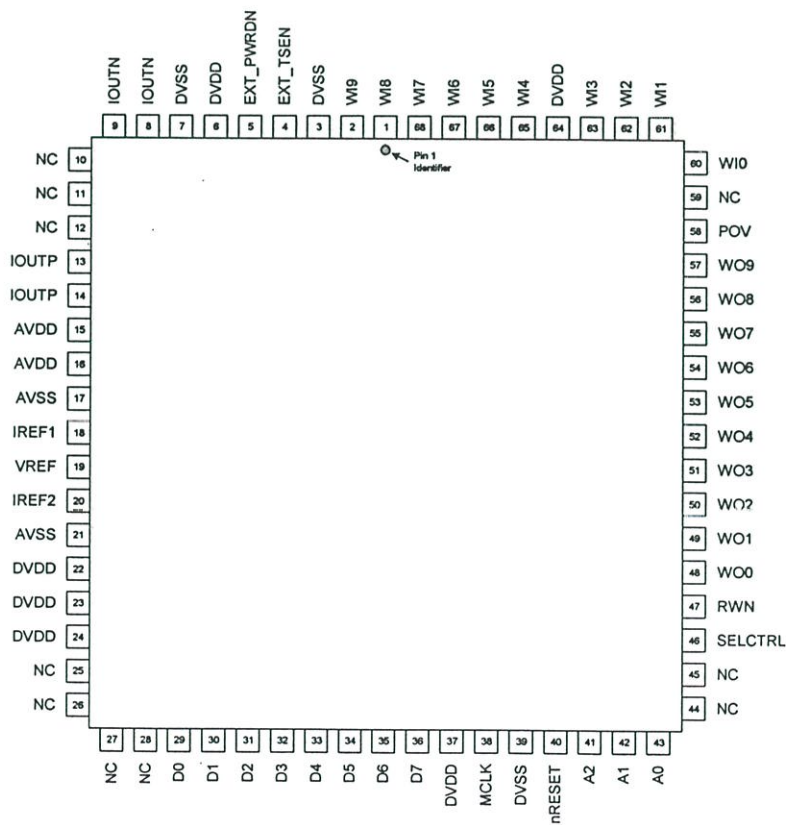 IOUTN IOUTN DVSS DVDD EXT_PWRDN EXT_TSEN DVSS WI9 WI8 WI7 WI6 WI5 WI4 DVDD WI3 WI2 WI1
9 8 7 6 5 4 3 2 1 68 67 66 65 64 63 62 61
Pin 1
Identifier
NC 10
NC 11
NC 12
IOUTP 13
IOUTP 14
AVDD 15
AVDD 16
AVSS 17
IREF1 18
VREF 19
IREF2 20
AVSS 21
DVDD 22
DVDD 23
DVDD 24
NC 25
NC 26
60 WI0
59 NC
58 POV
57 WO9
56 WO8
55 WO7
54 WO6
53 WO5
52 WO4
51 WO3
50 WO2
49 WO1
48 WO0
47 RWN
46 SELCTRL
45 NC
44 NC
27 28 29 30 31 32 33 34 35 36 37 38 39 40 41 42 43
NC NC D0 D1 D2 D3 D4 D5 D6 D7 DVDD MCLK DVSS nRESET A2 A1 A0